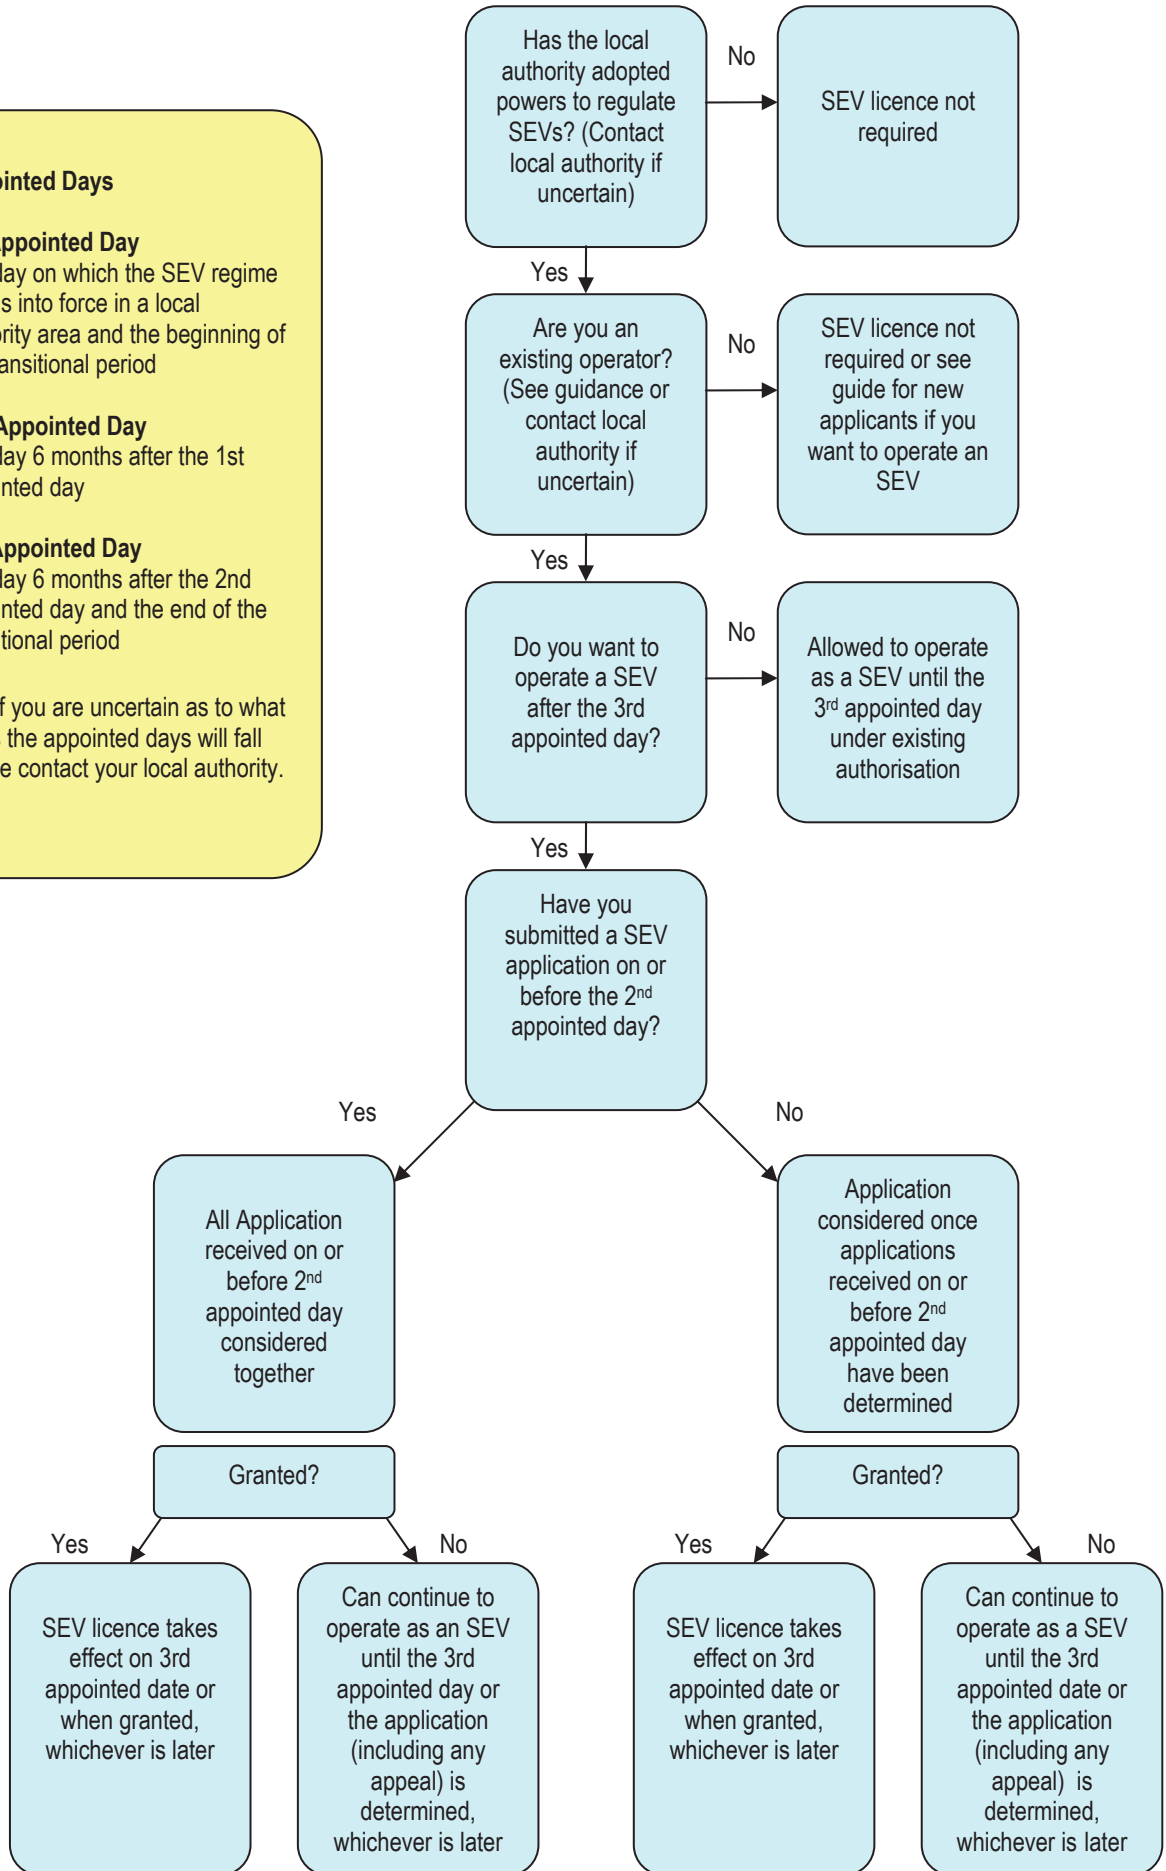 Has the local
authority adopted
powers to regulate
SEVs? (Contact
local authority if
uncertain)
No
SEV licence not
required
ointed Days
Appointed Day
day on which the SEV regime
s into force in a local
rity area and the beginning of
ansitional period
Appointed Day
day 6 months after the 1st
inted day
Appointed Day
day 6 months after the 2nd
inted day and the end of the
tional period
f you are uncertain as to what
s the appointed days will fall
e contact your local authority.
Yes
Are you an
existing operator?
(See guidance or
contact local
authority if
uncertain)
No
SEV licence not
required or see
guide for new
applicants if you
want to operate an
SEV
Yes
Do you want to
operate a SEV
after the 3rd
appointed day?
No
Allowed to operate
as a SEV until the
3rd appointed day
under existing
authorisation
Yes
Have you
submitted a SEV
application on or
before the 2nd
appointed day?
Yes
No
All Application
received on or
before 2nd
appointed day
considered
together
Application
considered once
applications
received on or
before 2nd
appointed day
have been
determined
Granted?
Granted?
Yes
No
Yes
No
SEV licence takes
effect on 3rd
appointed date or
when granted,
whichever is later
Can continue to
operate as an SEV
until the 3rd
appointed day or
the application
(including any
appeal) is
determined,
whichever is later
SEV licence takes
effect on 3rd
appointed date or
when granted,
whichever is later
Can continue to
operate as a SEV
until the 3rd
appointed date or
the application
(including any
appeal) is
determined,
whichever is later